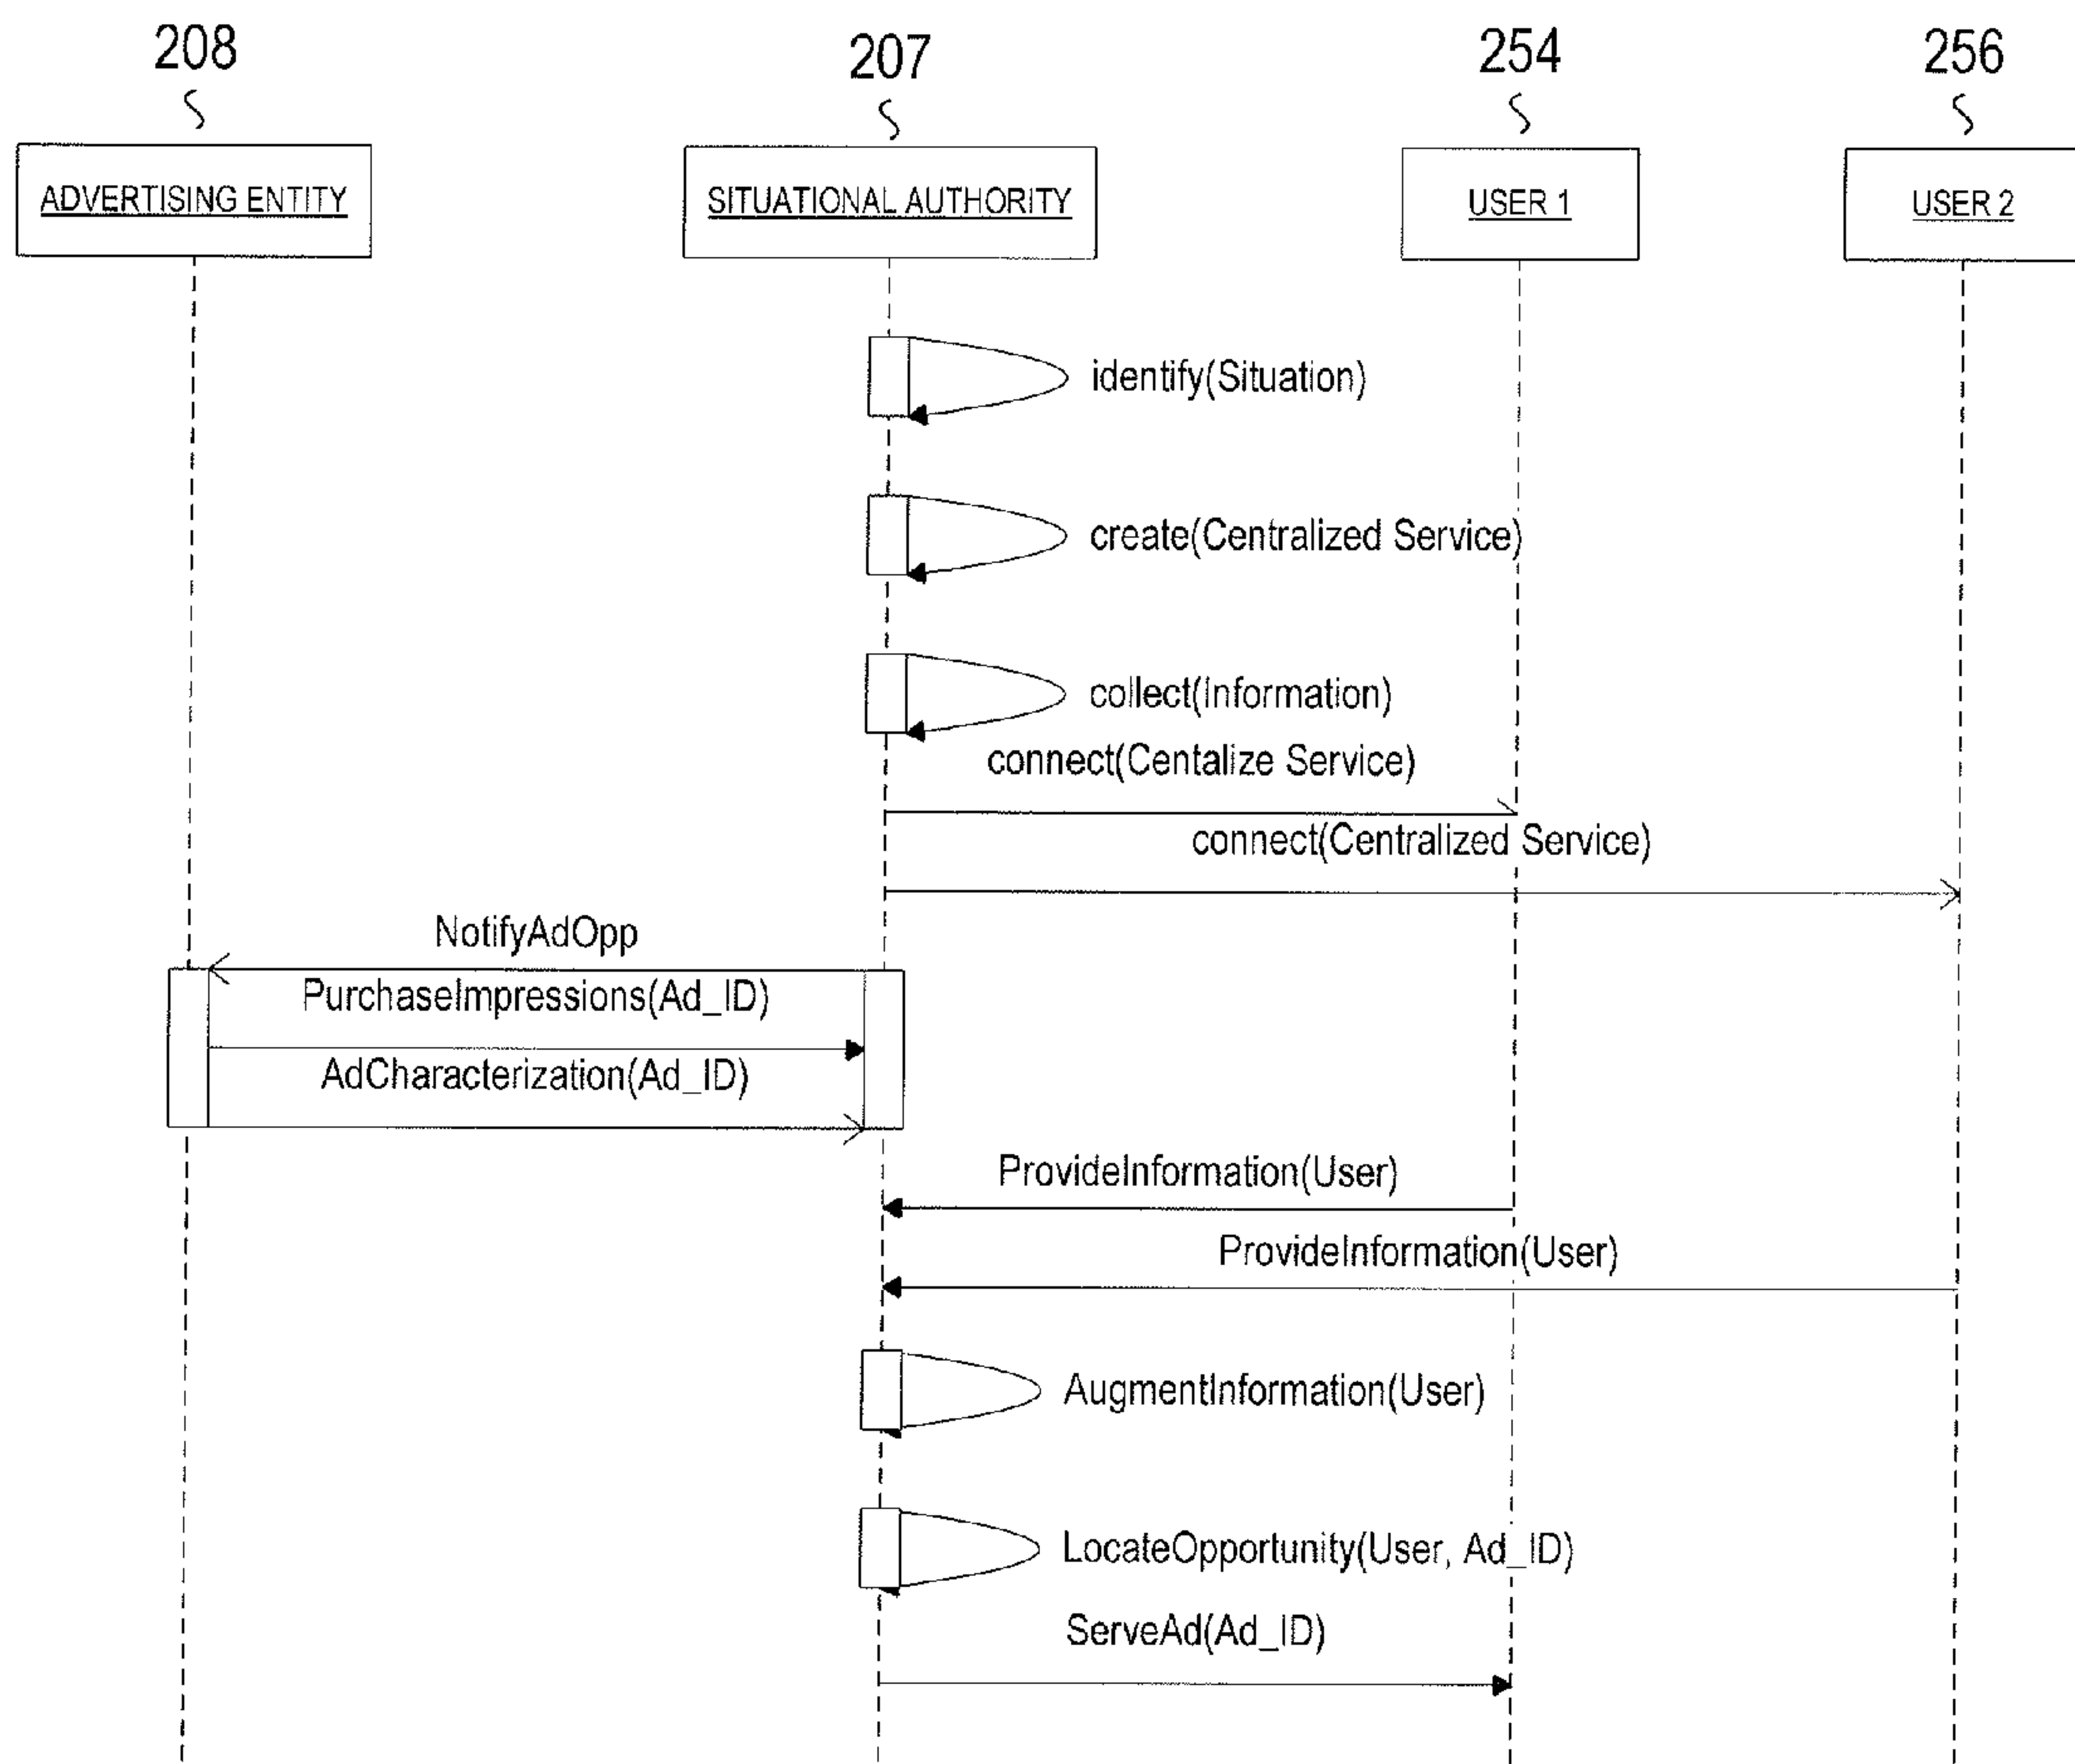 208
207
254
256
ADVERTISING ENTITY
SITUATIONAL AUTHORITY
USER 1
USER 2
identify(Situation)
create(Centralized Service)
collect(Information)
connect(Centalize Service)
connect(Centralized Service)
NotifyAdOpp
PurchaseImpressions(Ad_ID)
AdCharacterization(Ad_ID)
ProvideInformation(User)
ProvideInformation(User)
AugmentInformation(User)
LocateOpportunity(User, Ad_ID)
ServeAd(Ad_ID)